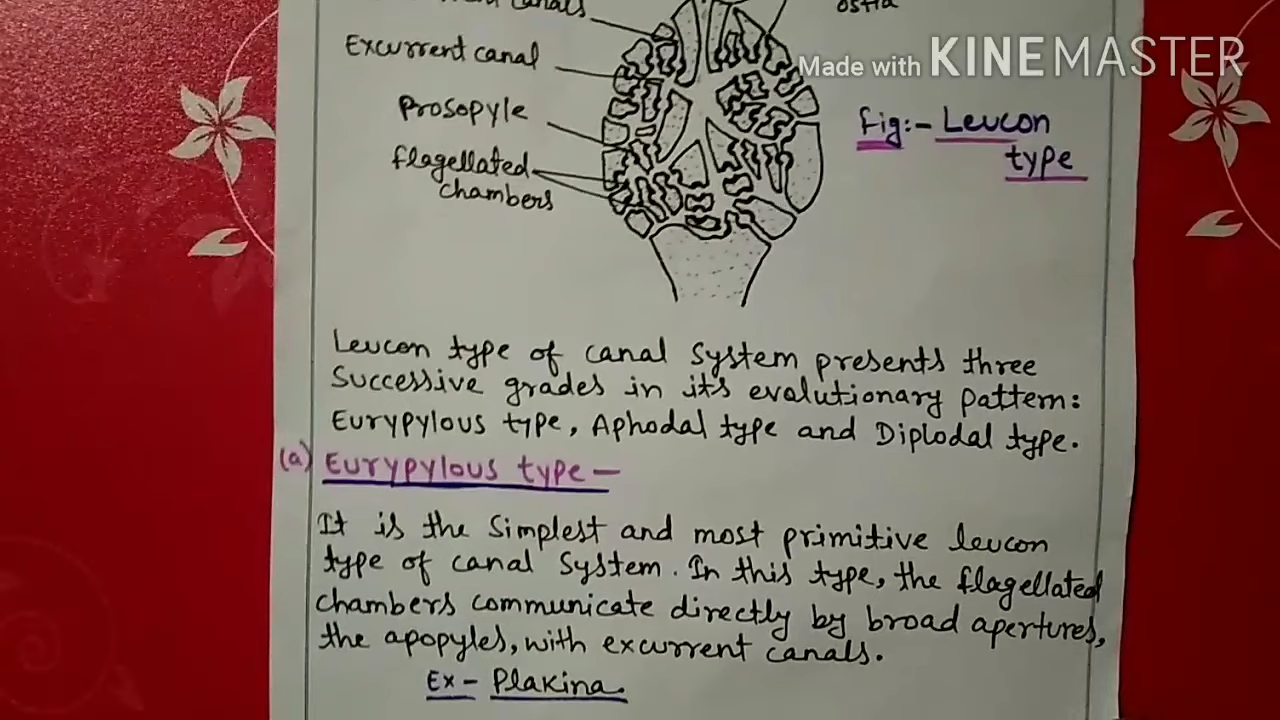 canals
ostia
Excurrent canal
Made with KINEMASTER
Prosopyle
Fig:- Leucon
type
flagellated
chambers
Leucon type of canal System presents three
Successive grades in its evolutionary pattern:
Eurypylous type, Aphodal type and Diplodal type.
(a) Eurypylous type -
It is the Simplest and most primitive leucon
type of canal System. In this type, the flagellated
chambers communicate directly by broad apertures,
the apopyles, with excurrent canals.
Ex - Plakina.